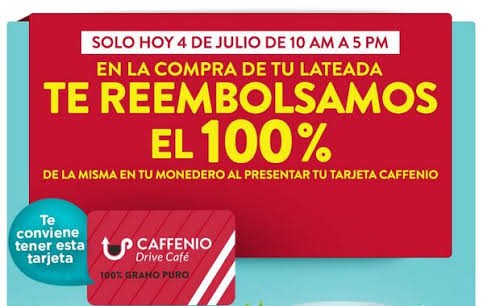 SOLO HOY 4 DE JULIO DE 10 AM A 5 PM
EN LA COMPRA DE TU LATEADA
TE REEMBOLSAMOS
EL 100%
DE LA MISMA EN TU MONEDERO AL PRESENTAR TU TARJETA CAFFENIO
Te
conviene
tener esta
tarjeta
CAFFENIO
Drive Café
100% GRANO PURO